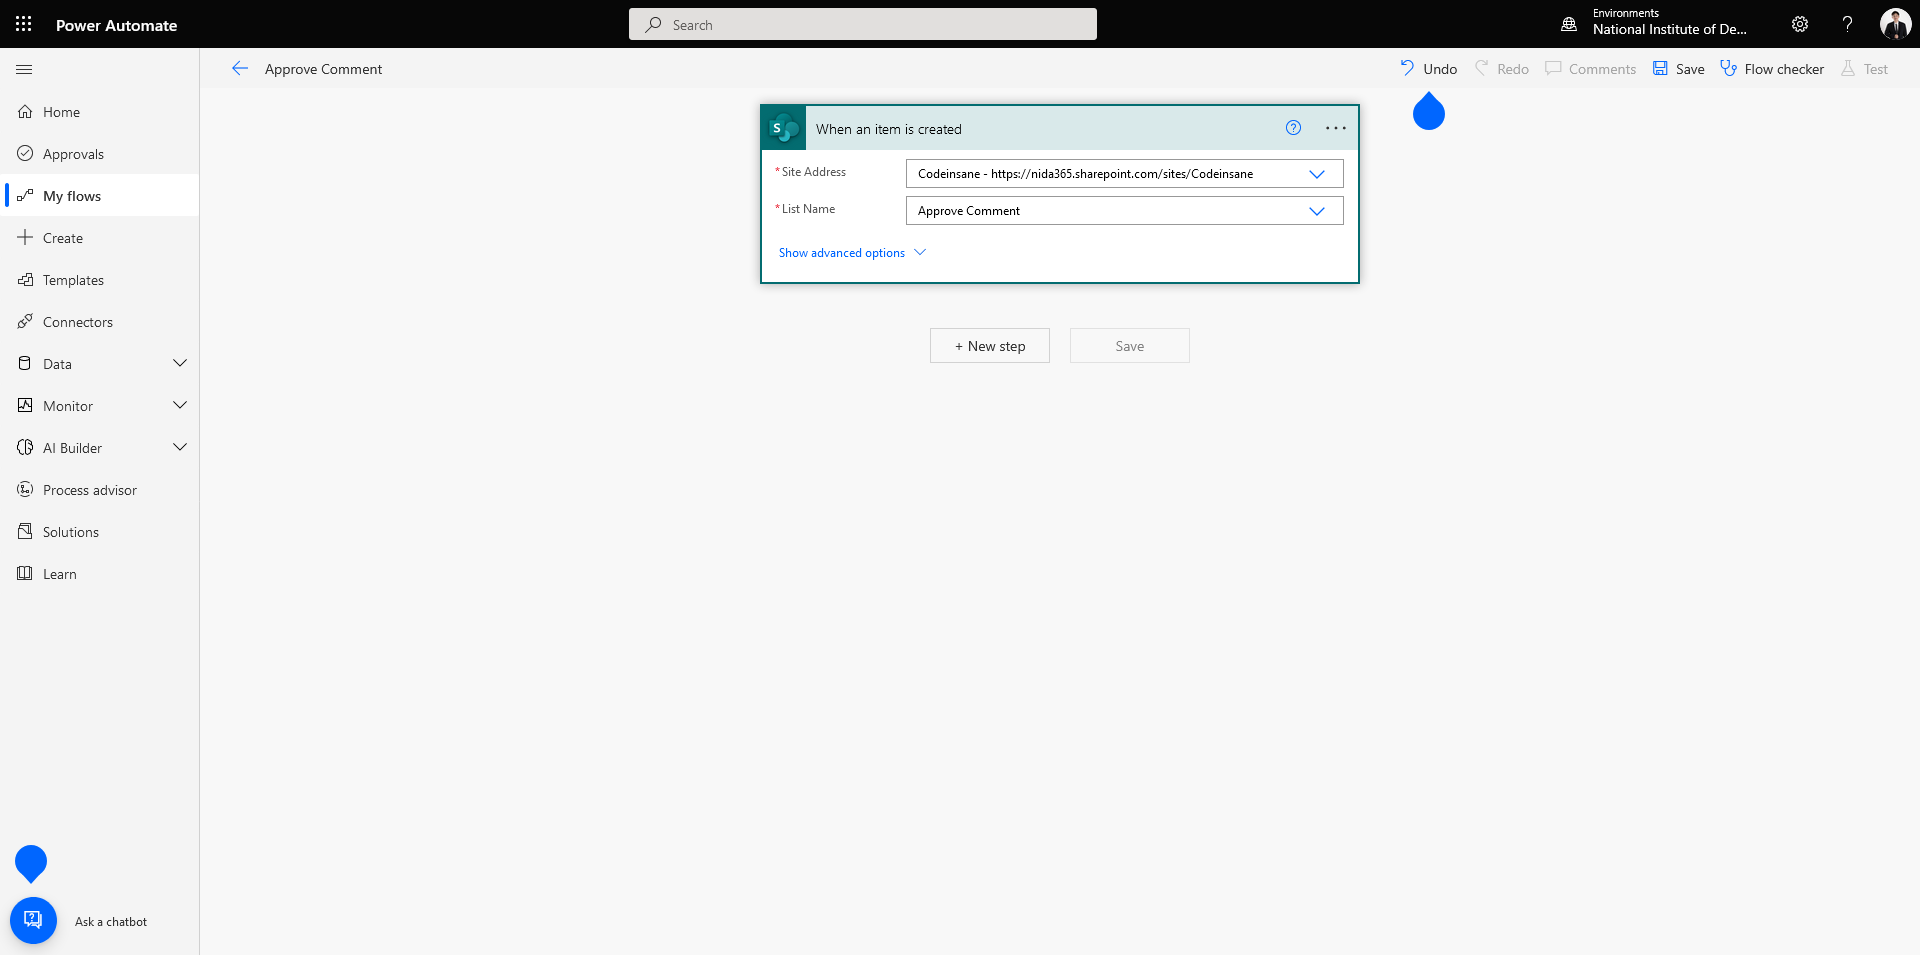 Power Automate
Search
Environments
National Institute of De...
?
Approve Comment
Undo
Redo
Comments
Save
Flow checker
Test
Home
Approvals
My flows
Create
Templates
Connectors
Data
Monitor
AI Builder
Process advisor
Solutions
Learn
S
When an item is created
?
...
* Site Address
Codeinsane - https://nida365.sharepoint.com/sites/Codeinsane
* List Name
Approve Comment
Show advanced options
+ New step
Save
?
Ask a chatbot